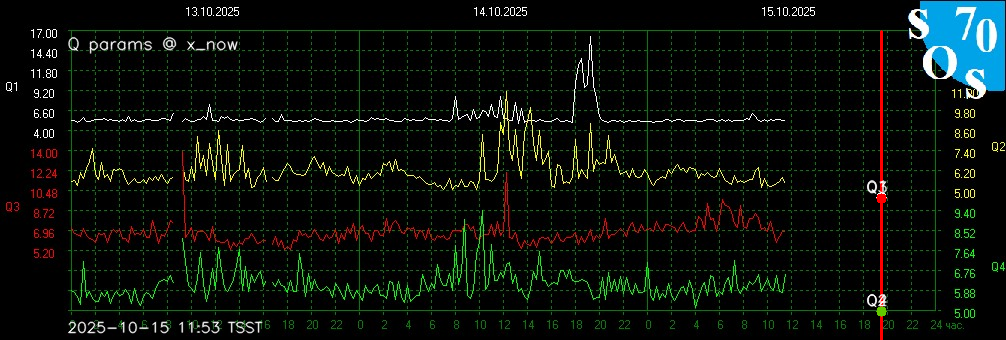 13.10.2025 14.10.2025 15.10.2025
S 70
O
S
Q params @ x_now
17.00
14.40
11.80
Q1
9.20
6.60
4.00
11.00
9.80
8.60
Q2
7.40
6.20
5.00
14.00
12.24
10.48
Q3
8.72
6.96
5.20
Q3
9.40
8.52
7.64
Q4
6.76
5.88
5.00
2025-10-15 11:53 TSST
18 20 22 0 2 4 6 8 10 12 14 16 18 20 22 0 2 4 6 8 10 12 14 16 18 20 22 24 час.